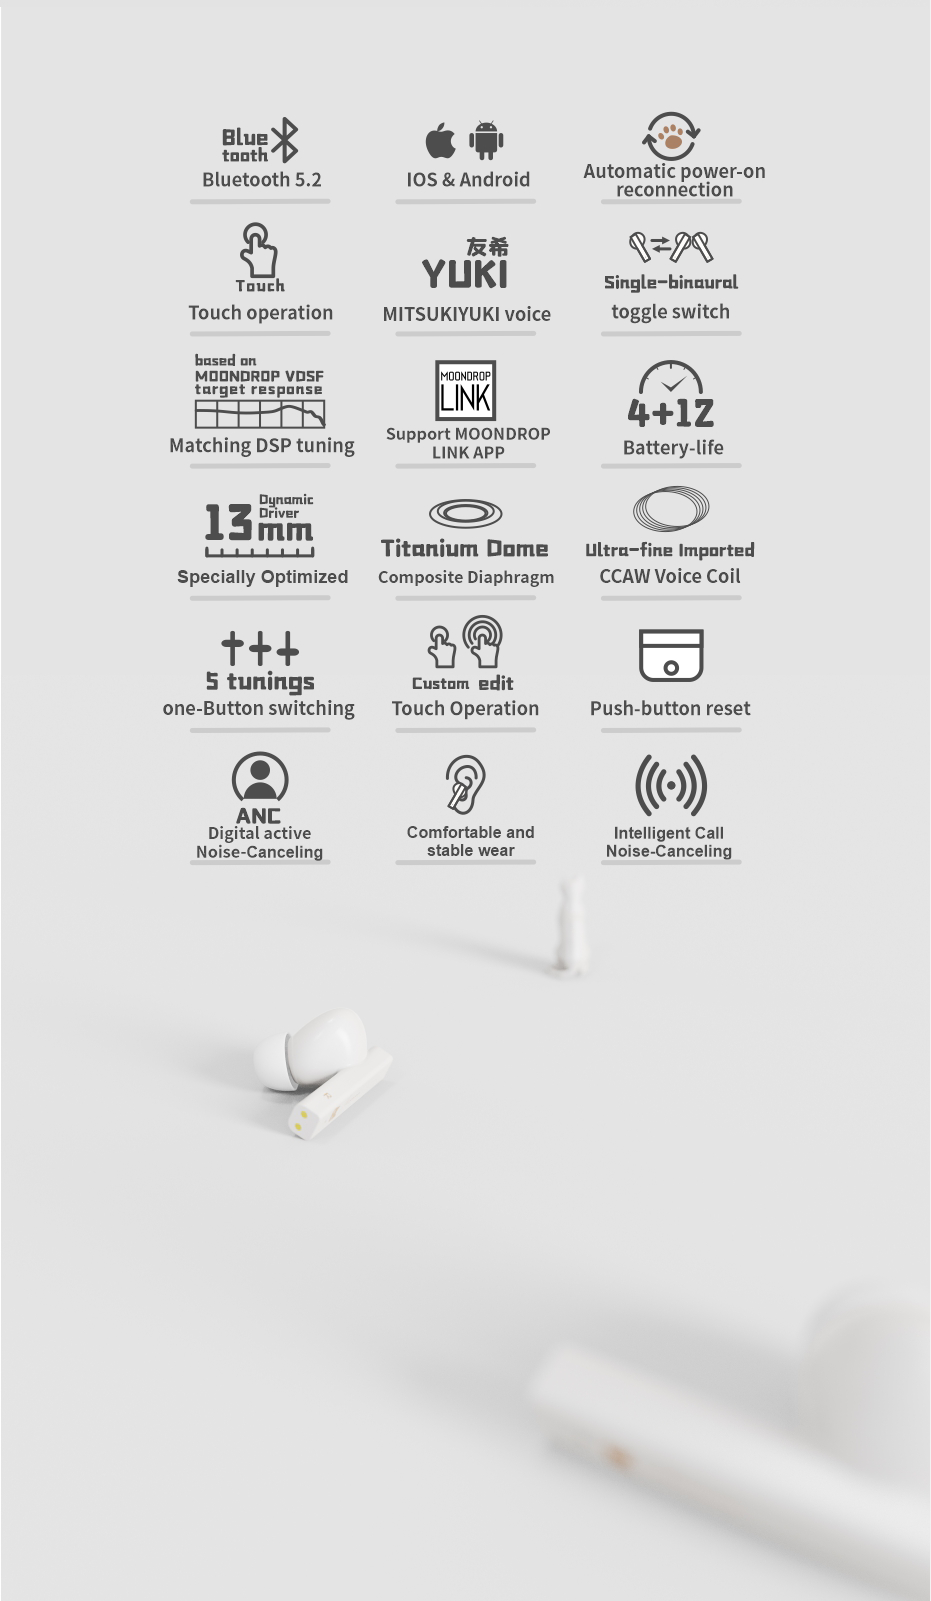 Blue
tooth
Bluetooth 5.2
IOS & Android
Automatic power-on
reconnection
Touch
Touch operation
友希
YUKI
MITSUKIYUKI voice
Single-binaural
toggle switch
based on
MOONDROP VDSF
target response
Matching DSP tuning
MOONDROP
LINK
Support MOONDROP
LINK APP
4+12
Battery-life
13mm
Dynamic
Driver
Specially Optimized
Titanium Dome
Composite Diaphragm
Ultra-fine Imported
CCAW Voice Coil
5 tunings
one-Button switching
Custom edit
Touch Operation
Push-button reset
ANC
Digital active
Noise-Canceling
Comfortable and
stable wear
Intelligent Call
Noise-Canceling